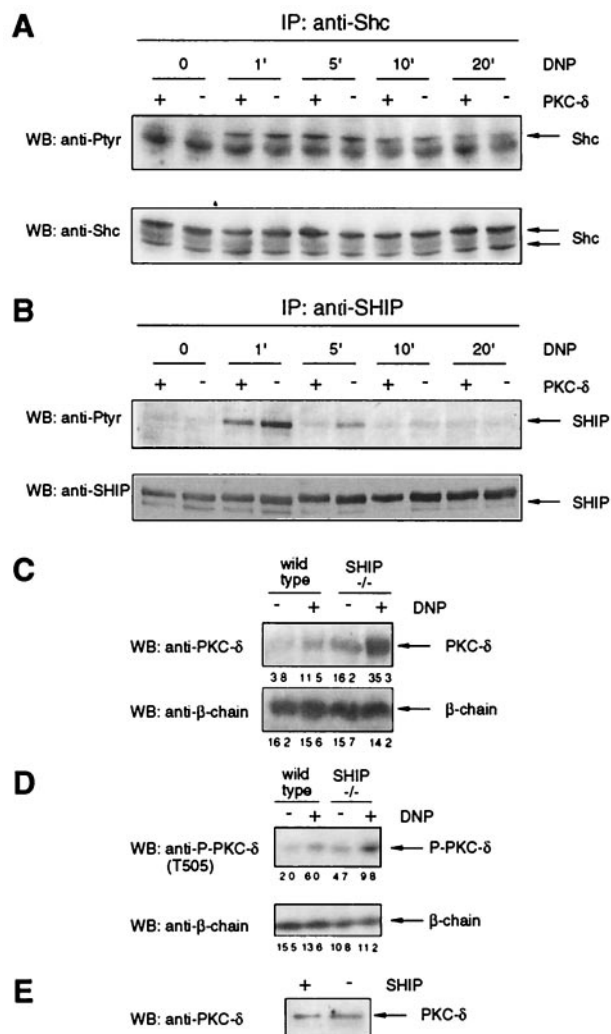 A
IP: anti-Shc
0 1' 5' 10' 20' DNP
+ - + - + - + - + - PKC-δ
WB: anti-Ptyr Shc
WB: anti-Shc Shc
B
IP: anti-SHIP
0 1' 5' 10' 20' DNP
+ - + - + - + - + - PKC-δ
WB: anti-Ptyr SHIP
WB: anti-SHIP SHIP
C
wild type SHIP -/-
- + - + DNP
WB: anti-PKC-δ PKC-δ
3 8 11 5 16 2 35 3
WB: anti-β-chain β-chain
16 2 15 6 15 7 14 2
D
wild type SHIP -/-
- + - + DNP
WB: anti-P-PKC-δ P-PKC-δ
(T505)
2 0 6 0 4 7 9 8
WB: anti-β-chain β-chain
15 5 13 6 10 8 11 2
E
+ - SHIP
WB: anti-PKC-δ PKC-δ